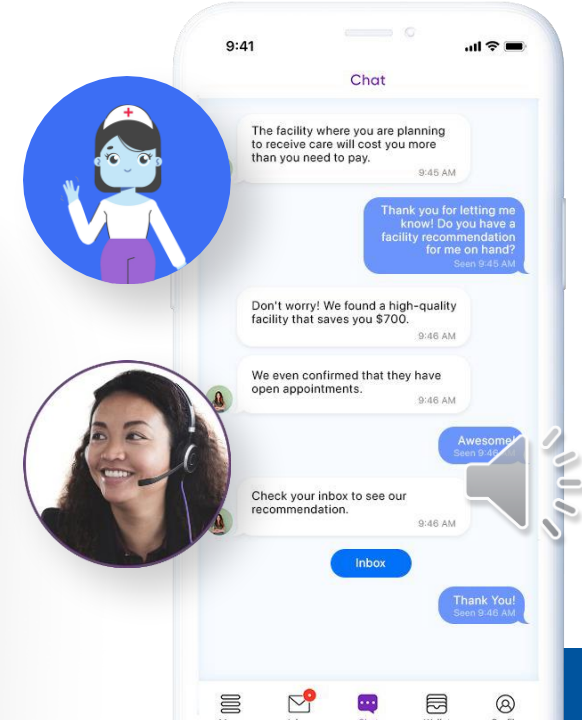 9:41
Chat
The facility where you are planning
to receive care will cost you more
than you need to pay.
9:45 AM
Thank you for letting me
know! Do you have a
facility recommendation
for me on hand?
Seen 9:45 AM
Don't worry! We found a high-quality
facility that saves you $700.
9:46 AM
We even confirmed that they have
open appointments.
9:46 AM
Awesome!
Seen 9:46
Check your inbox to see our
recommendation.
9:46 AM
Inbox
Thank You!
Seen 9:46 AM